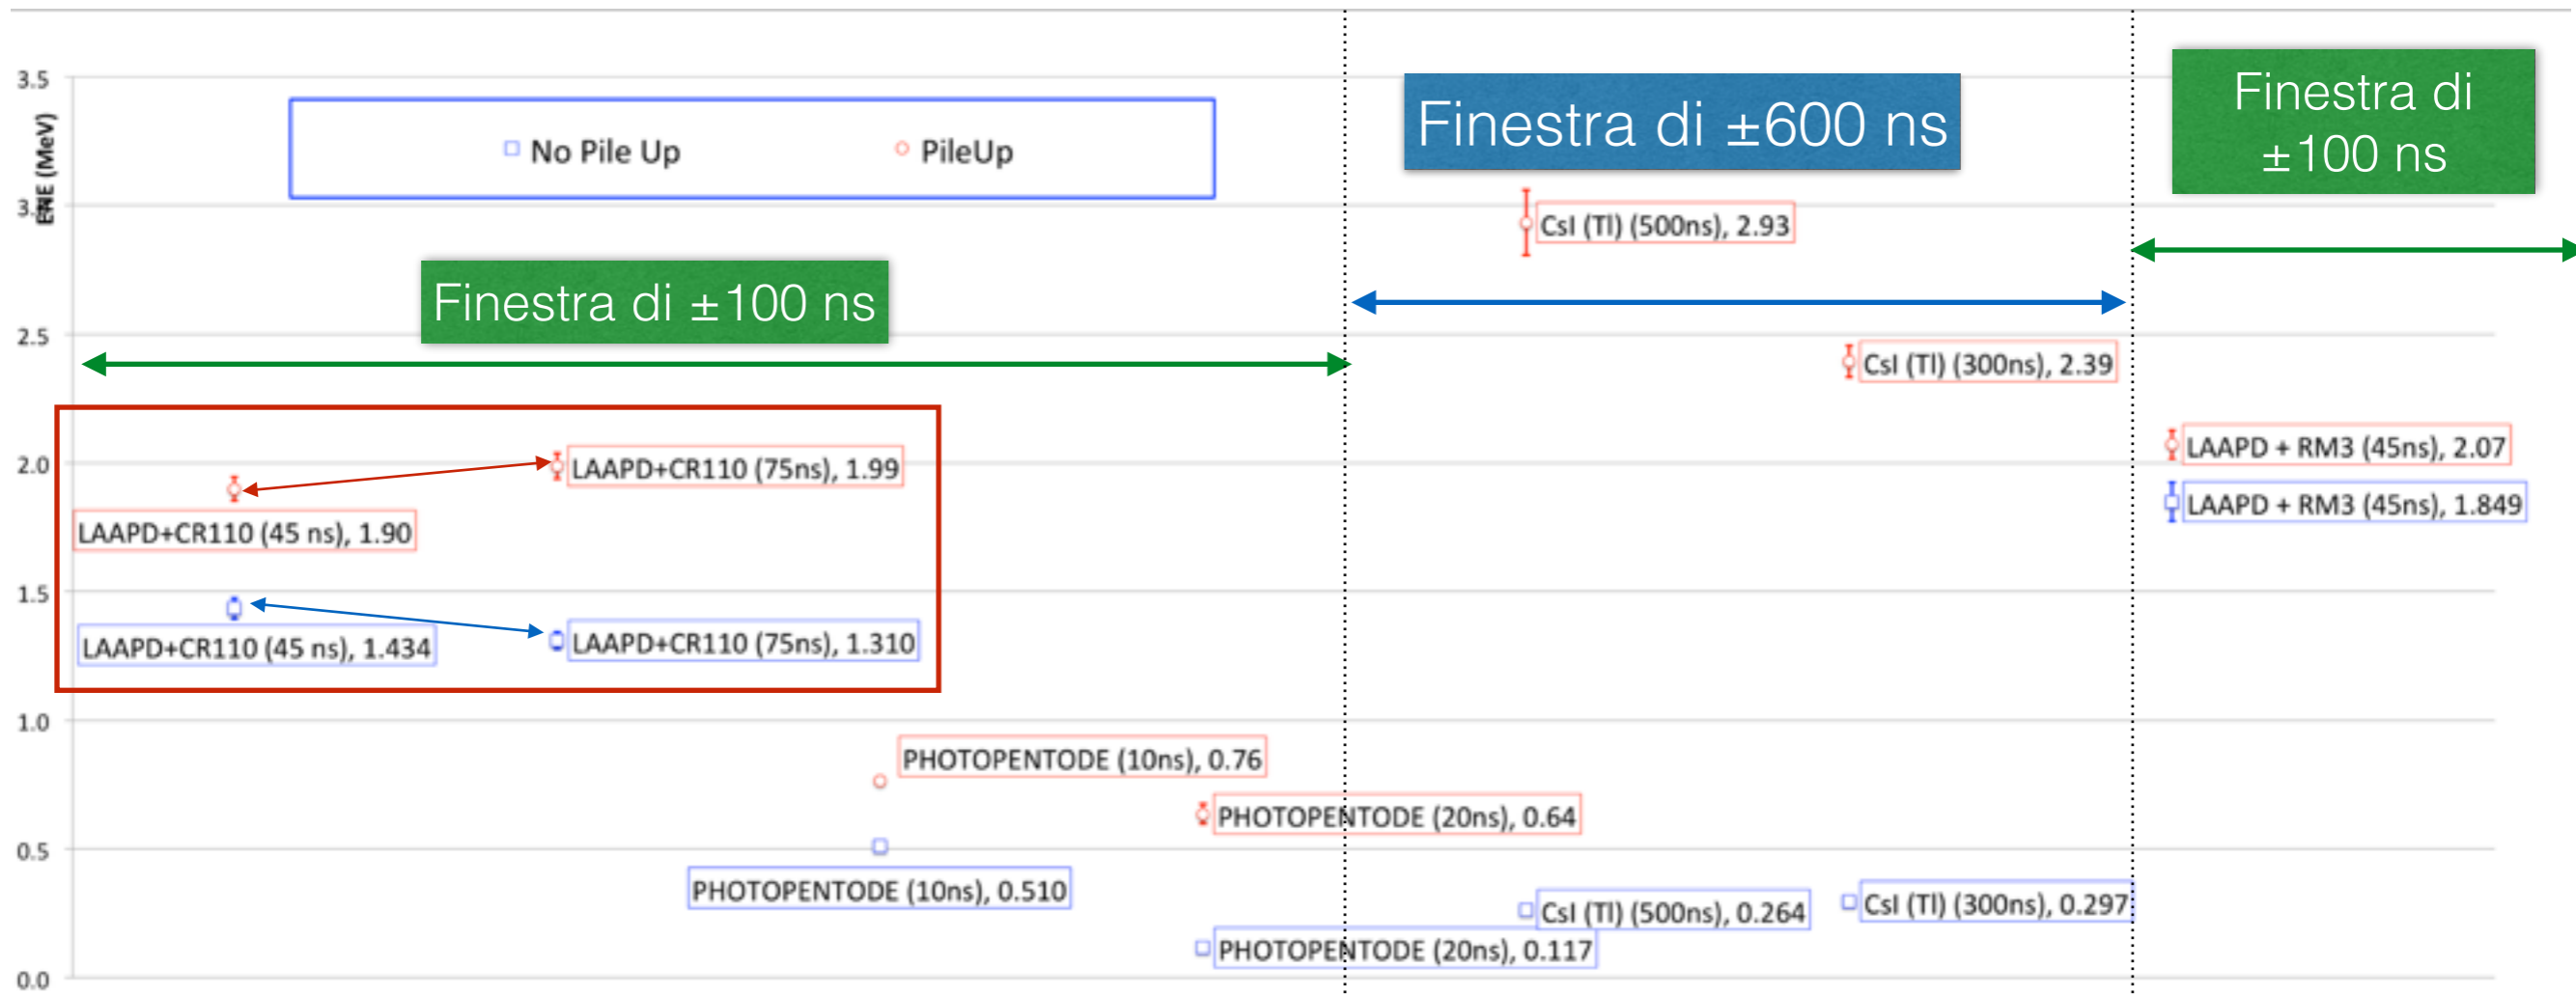 3.5
ENE (MeV)
No Pile Up
PileUp
Finestra di ±600 ns
Finestra di
±100 ns
CsI (Tl) (500ns), 2.93
Finestra di ±100 ns
2.5
CsI (Tl) (300ns), 2.39
2.0
LAAPD+CR110 (75ns), 1.99
LAAPD + RM3 (45ns), 2.07
LAAPD+CR110 (45 ns), 1.90
LAAPD + RM3 (45ns), 1.849
1.5
LAAPD+CR110 (45 ns), 1.434
LAAPD+CR110 (75ns), 1.310
1.0
PHOTOPENTODE (10ns), 0.76
PHOTOPENTODE (20ns), 0.64
0.5
PHOTOPENTODE (10ns), 0.510
CsI (Tl) (500ns), 0.264
CsI (Tl) (300ns), 0.297
PHOTOPENTODE (20ns), 0.117
0.0